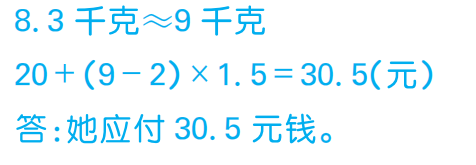 8.3 千克≈9 千克
20+(9-2)×1.5=30.5(元)
答:她应付 30.5 元钱。